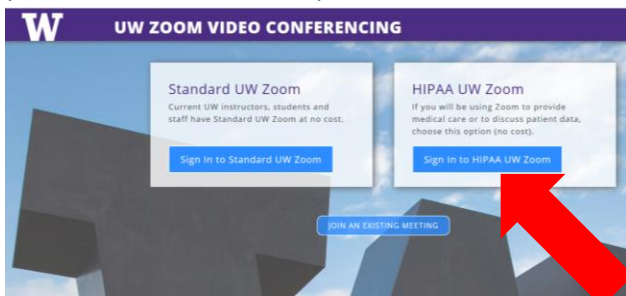 W UW ZOOM VIDEO CONFERENCING
Standard UW Zoom
Current UW instructors, students and
staff have Standard UW Zoom at no cost.
Sign In to Standard UW Zoom
HIPAA UW Zoom
If you will be using Zoom to provide
medical care or to discuss patient data,
choose this option (no cost).
Sign In to HIPAA UW Zoom
JOIN AN EXISTING MEETING